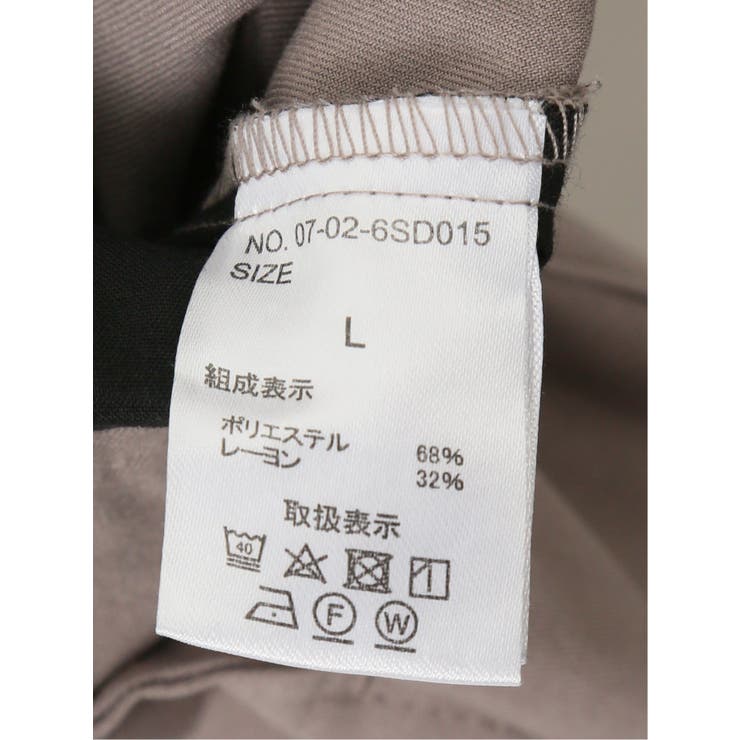 NO. 07-02-6SD015
SIZE
L
組成表示
ポリエステル 68%
レーヨン 32%
取扱表示
40
F W